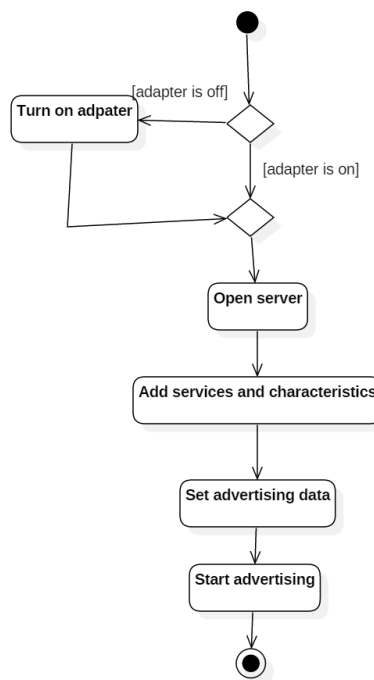 [adapter is off]
Turn on adpater
[adapter is on]
Open server
Add services and characteristics
Set advertising data
Start advertising